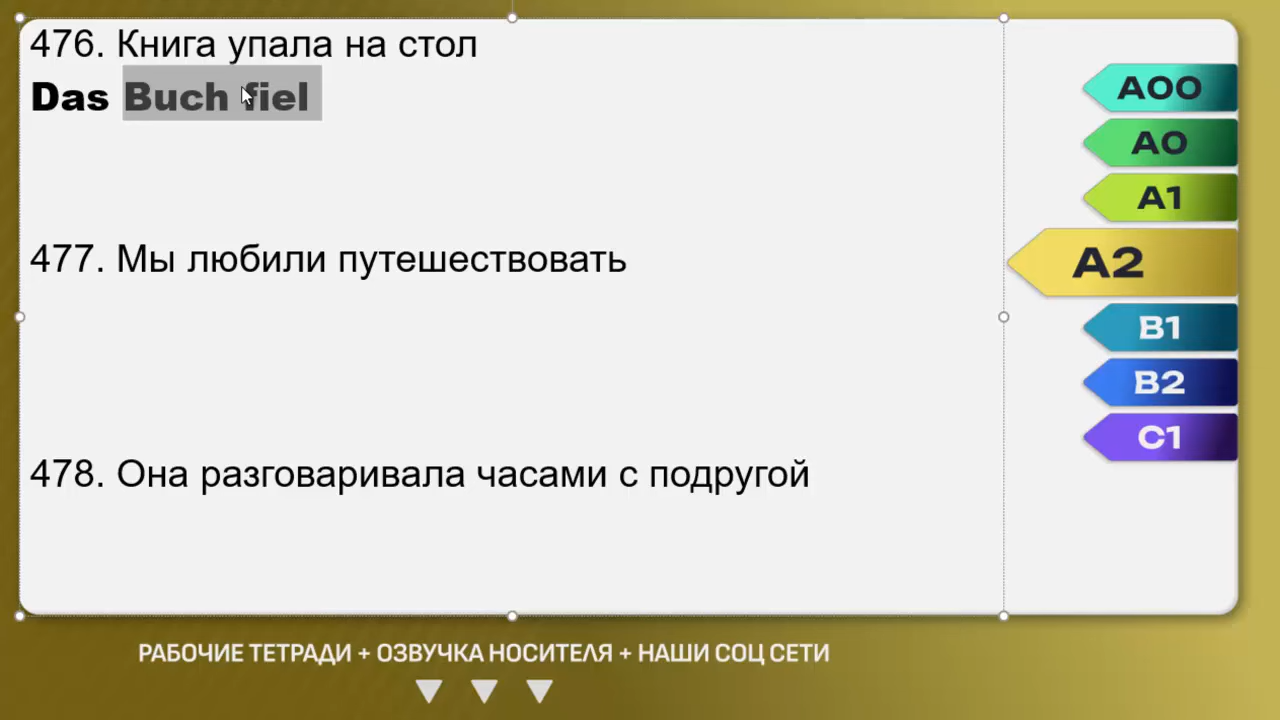 476. Книга упала на стол
Das Buch fiel
477. Мы любили путешествовать
478. Она разговаривала часами с подругой
A00
A0
A1
A2
B1
B2
C1
РАБОЧИЕ ТЕТРАДИ + ОЗВУЧКА НОСИТЕЛЯ + НАШИ СОЦ СЕТИ